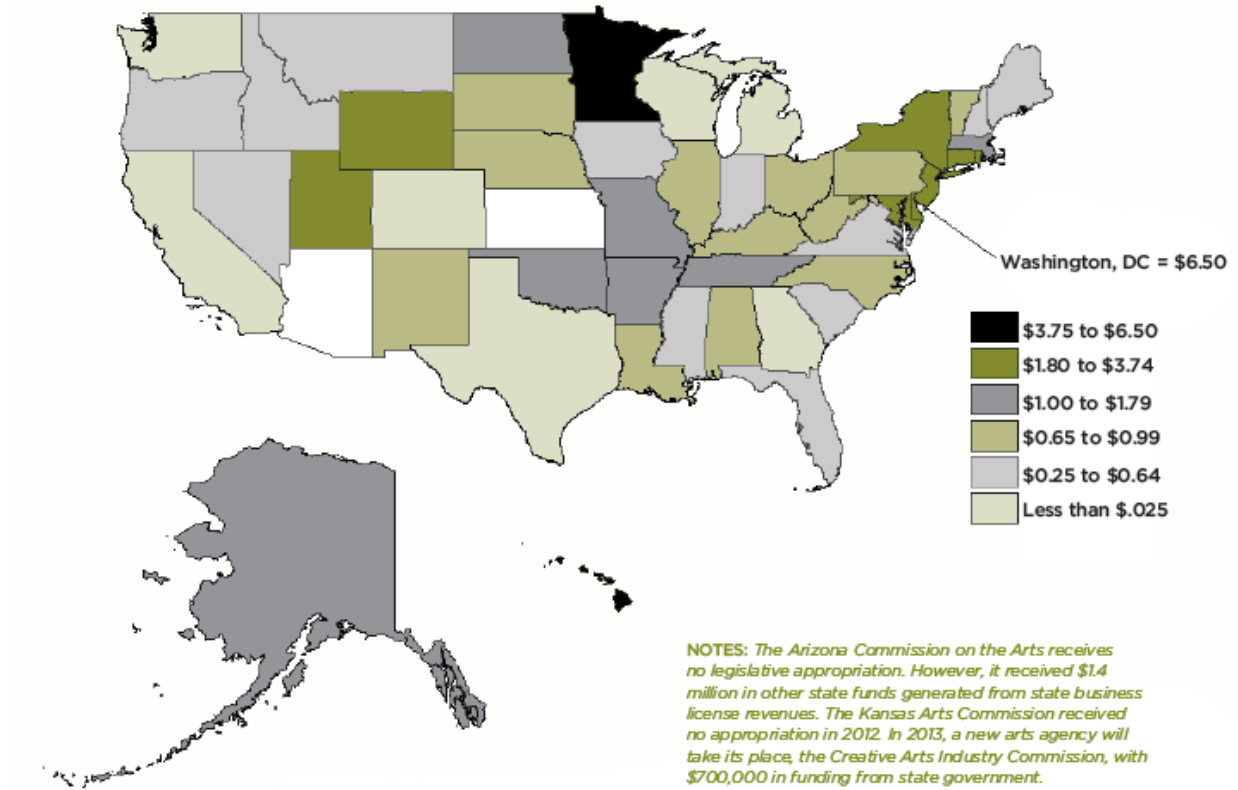 Washington, DC = $6.50
$3.75 to $6.50
$1.80 to $3.74
$1.00 to $1.79
$0.65 to $0.99
$0.25 to $0.64
Less than $.025
NOTES: The Arizona Commission on the Arts receives
no legislative appropriation. However, it received $1.4
million in other state funds generated from state business
license revenues. The Kansas Arts Commission received
no appropriation in 2012. In 2013, a new arts agency will
take its place, the Creative Arts Industry Commission, with
$700,000 in funding from state government.